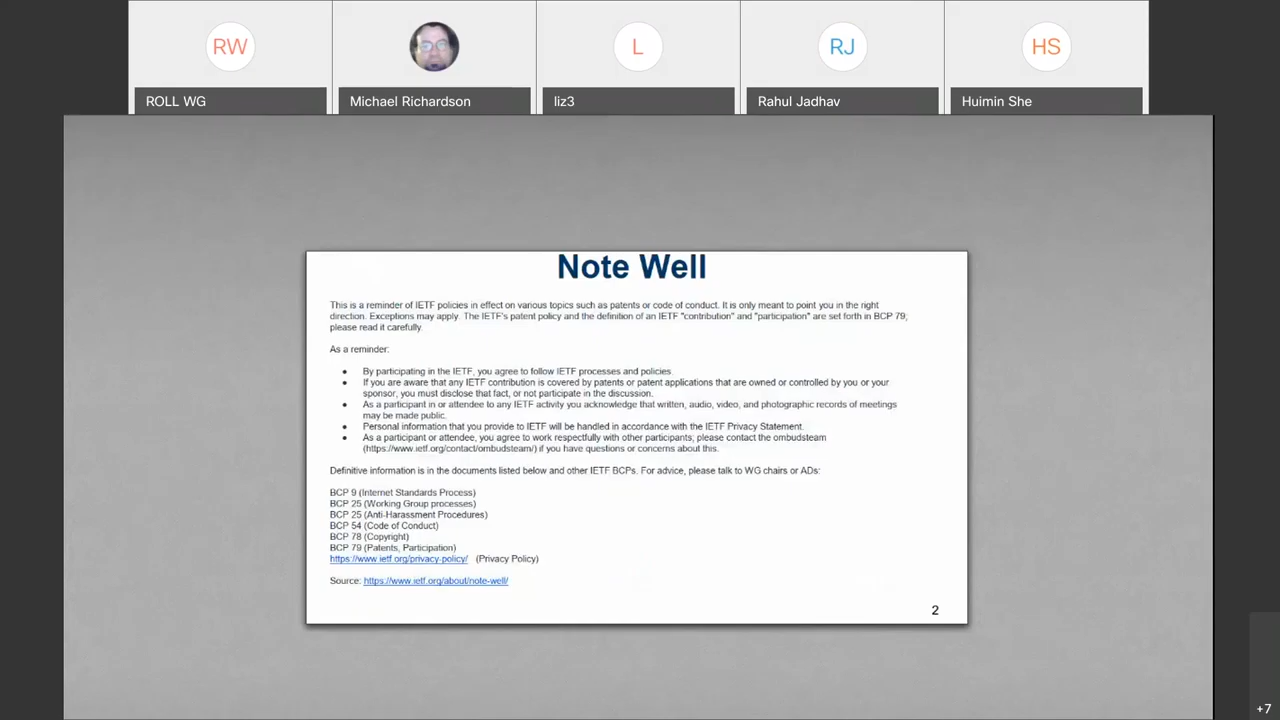 RW
L
RJ
HS
ROLL WG
Michael Richardson
liz3
Rahul Jadhav
Huimin She
Note Well
This is a reminder of IETF policies in effect on various topics such as patents or code of conduct. It is only meant to point you in the right
direction. Exceptions may apply. The IETF's patent policy and the definition of an IETF "contribution" and "participation" are set forth in BCP 79;
please read it carefully.
As a reminder:
• By participating in the IETF, you agree to follow IETF processes and policies.
• If you are aware that any IETF contribution is covered by patents or patent applications that are owned or controlled by you or your
sponsor, you must disclose that fact, or not participate in the discussion.
• As a participant in or attendee to any IETF activity you acknowledge that written, audio, video, and photographic records of meetings
may be made public.
• Personal information that you provide to IETF will be handled in accordance with the IETF Privacy Statement.
• As a participant or attendee, you agree to work respectfully with other participants; please contact the ombudsteam
(https://www.ietf.org/contact/ombudsteam/) if you have questions or concerns about this.
Definitive information is in the documents listed below and other IETF BCPs. For advice, please talk to WG chairs or ADs:
BCP 9 (Internet Standards Process)
BCP 25 (Working Group processes)
BCP 25 (Anti-Harassment Procedures)
BCP 54 (Code of Conduct)
BCP 78 (Copyright)
BCP 79 (Patents, Participation)
https://www.ietf.org/privacy-policy/ (Privacy Policy)
Source: https://www.ietf.org/about/note-well/
2
+7